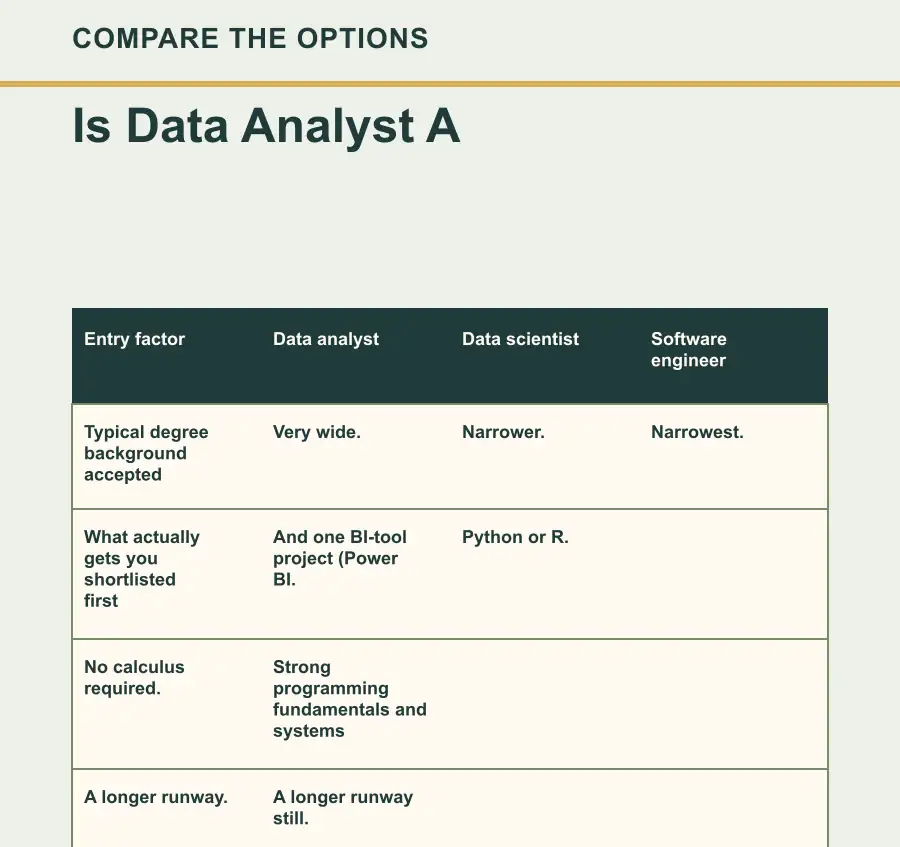 COMPARE THE OPTIONS
Is Data Analyst A
Entry factor
Data analyst
Data scientist
Software
engineer
Typical degree
background
accepted
Very wide.
Narrower.
Narrowest.
What actually
gets you
shortlisted
first
And one BI-tool
project (Power
BI.
Python or R.
No calculus
required.
Strong
programming
fundamentals and
systems
A longer runway.
A longer runway
still.